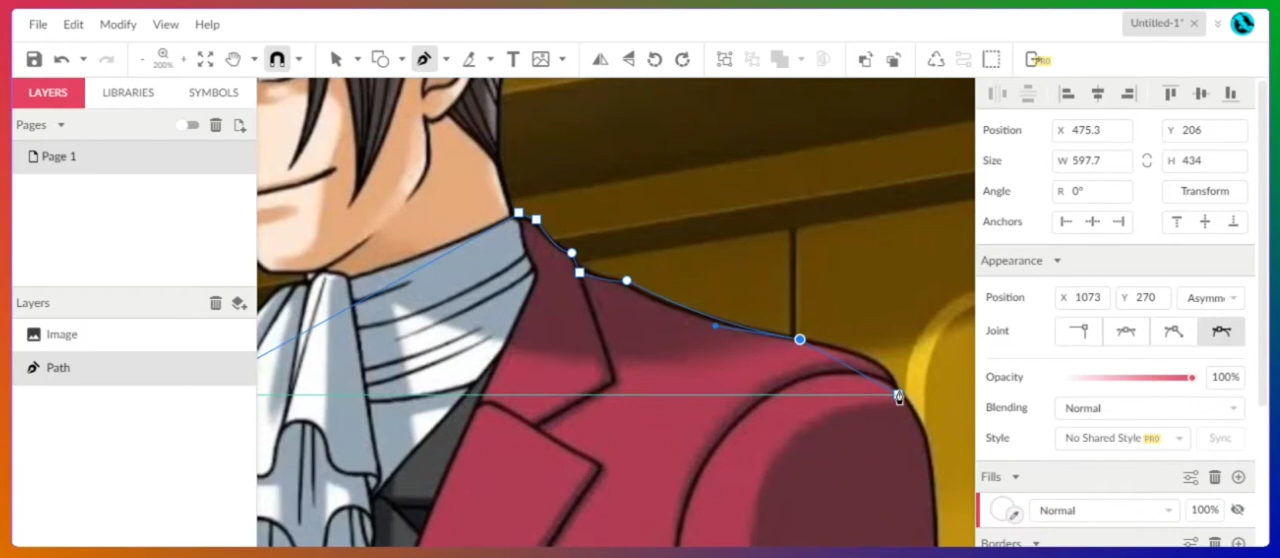 File Edit Modify View Help
Untitled-1*
- 200% +
PRO
LAYERS LIBRARIES SYMBOLS
Pages
Page 1
Layers
Image
Path
Position X 475.3 Y 206
Size W 597.7 H 434
Angle R 0° Transform
Anchors
Appearance
Position X 1073 Y 270 Asymm
Joint
Opacity 100%
Blending Normal
Style No Shared Style PRO Sync
Fills
Normal 100%
Borders